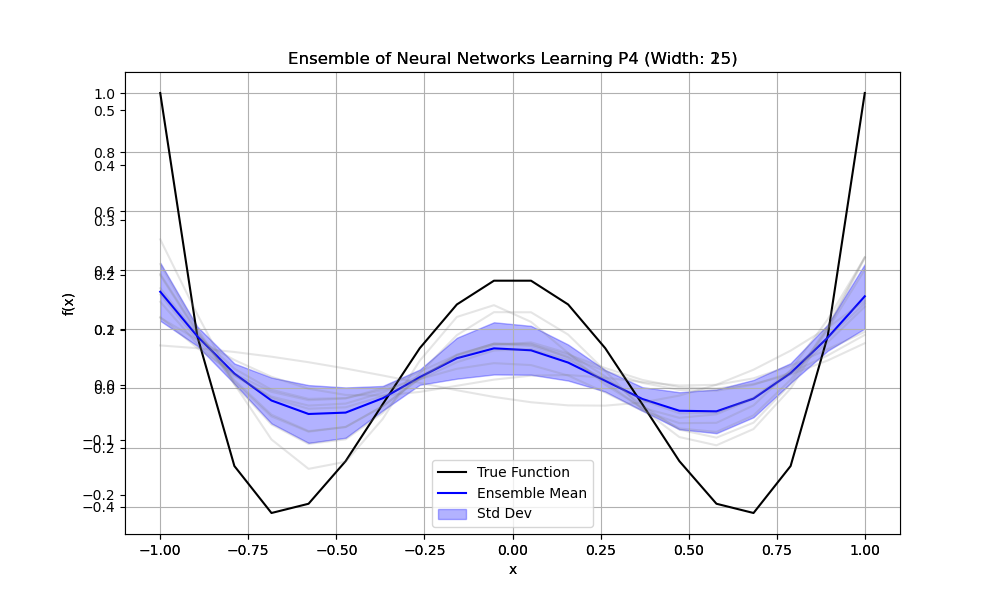 Ensemble of Neural Networks Learning P4 (Width: 25)
1.0
0.5
0.8
0.4
0.6
0.3
0.4
0.2
0.2
0.1
0.0
0.0
−0.1
−0.2
−0.2
−0.4
f(x)
True Function
Ensemble Mean
Std Dev
−1.00 −0.75 −0.50 −0.25 0.00 0.25 0.50 0.75 1.00
x